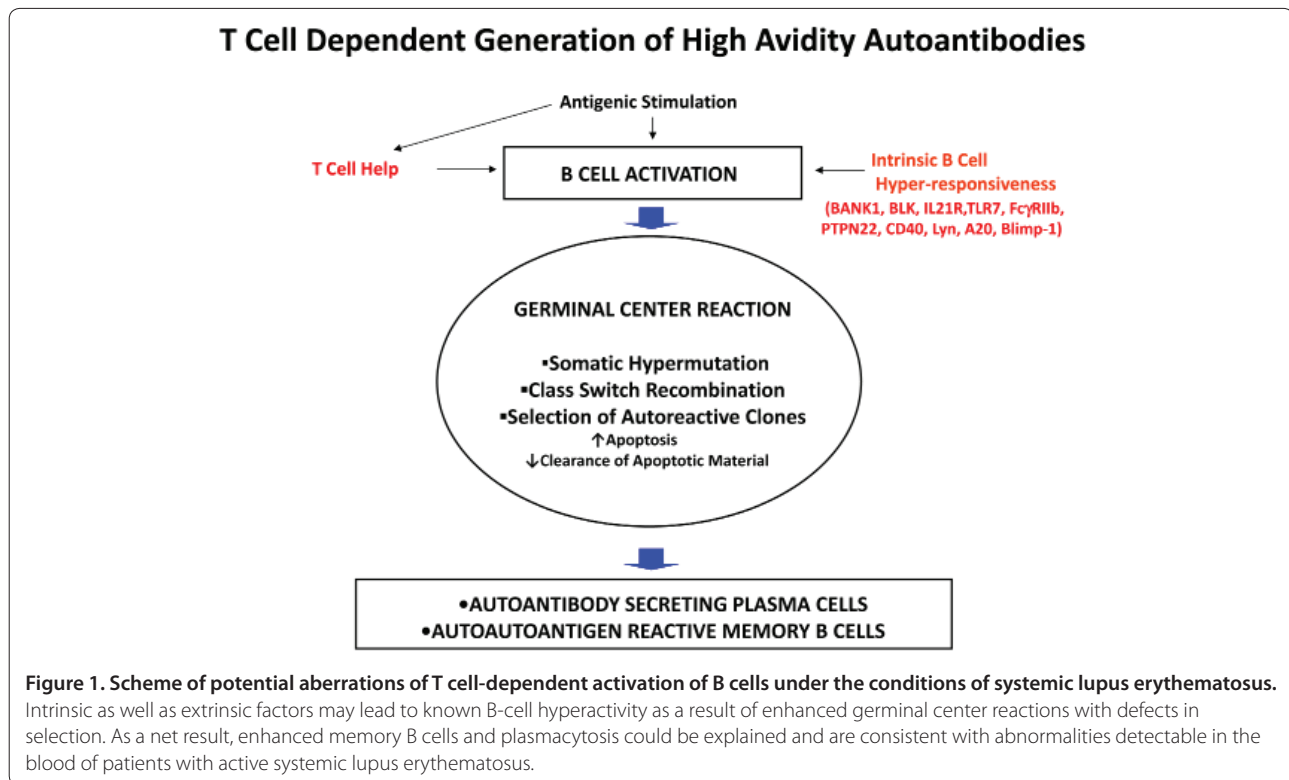 T Cell Dependent Generation of High Avidity Autoantibodies
Antigenic Stimulation
T Cell Help
B CELL ACTIVATION
Intrinsic B Cell
Hyper-responsiveness
(BANK1, BLK, IL21R,TLR7, FcγRIIb,
PTPN22, CD40, Lyn, A20, Blimp-1)
GERMINAL CENTER REACTION
▪Somatic Hypermutation
▪Class Switch Recombination
▪Selection of Autoreactive Clones
↑Apoptosis
↓Clearance of Apoptotic Material
•AUTOANTIBODY SECRETING PLASMA CELLS
•AUTOAUTOANTIGEN REACTIVE MEMORY B CELLS
Figure 1. Scheme of potential aberrations of T cell-dependent activation of B cells under the conditions of systemic lupus erythematosus.
Intrinsic as well as extrinsic factors may lead to known B-cell hyperactivity as a result of enhanced germinal center reactions with defects in
selection. As a net result, enhanced memory B cells and plasmacytosis could be explained and are consistent with abnormalities detectable in the
blood of patients with active systemic lupus erythematosus.